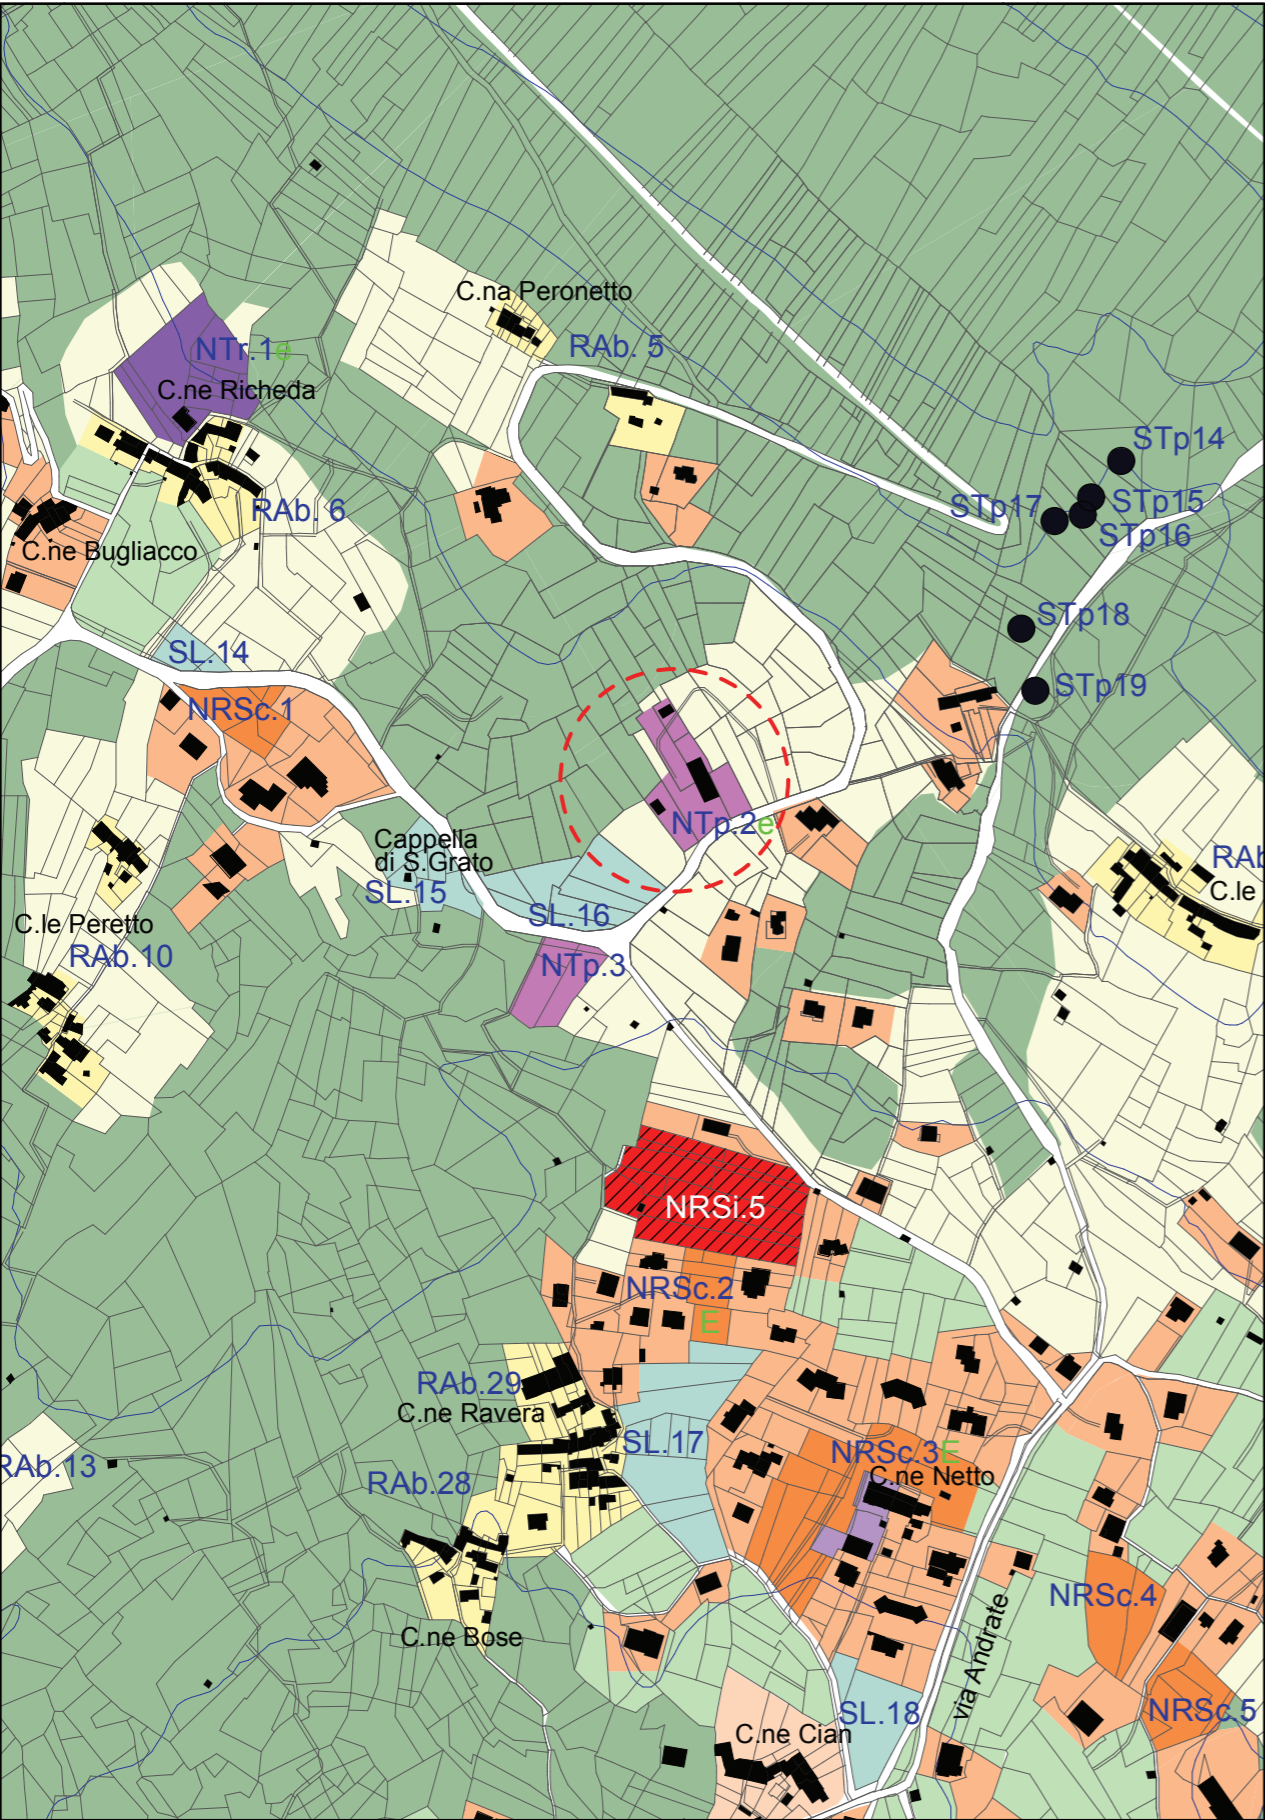 C.na Peronetto
RAb. 5
NTr.1e
C.ne Richeda
STp14
STp15
STp17
STp16
RAb. 6
C.ne Bugliacco
STp18
SL.14
STp19
NRSc.1
NTp.2e
Cappella
di S.Grato
SL.15
RAb
C.le
SL.16
C.le Peretto
RAb.10
NTp.3
NRSi.5
NRSc.2
E
RAb.29
C.ne Ravera
SL.17
NRSc.3E
C.ne Netto
RAb.13
RAb.28
NRSc.4
C.ne Bose
via Andrate
SL.18
NRSc.5
C.ne Cian